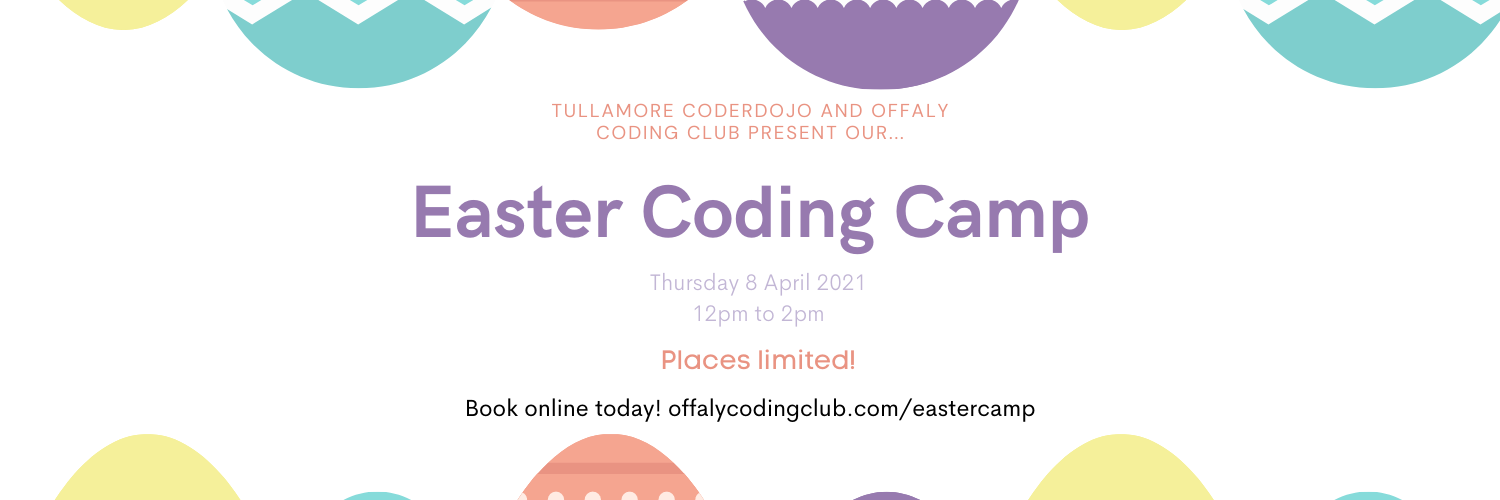 TULLAMORE CODERDOJO AND OFFALY
CODING CLUB PRESENT OUR...
Easter Coding Camp
Thursday 8 April 2021
12pm to 2pm
Places limited!
Book online today! offalycodingclub.com/eastercamp